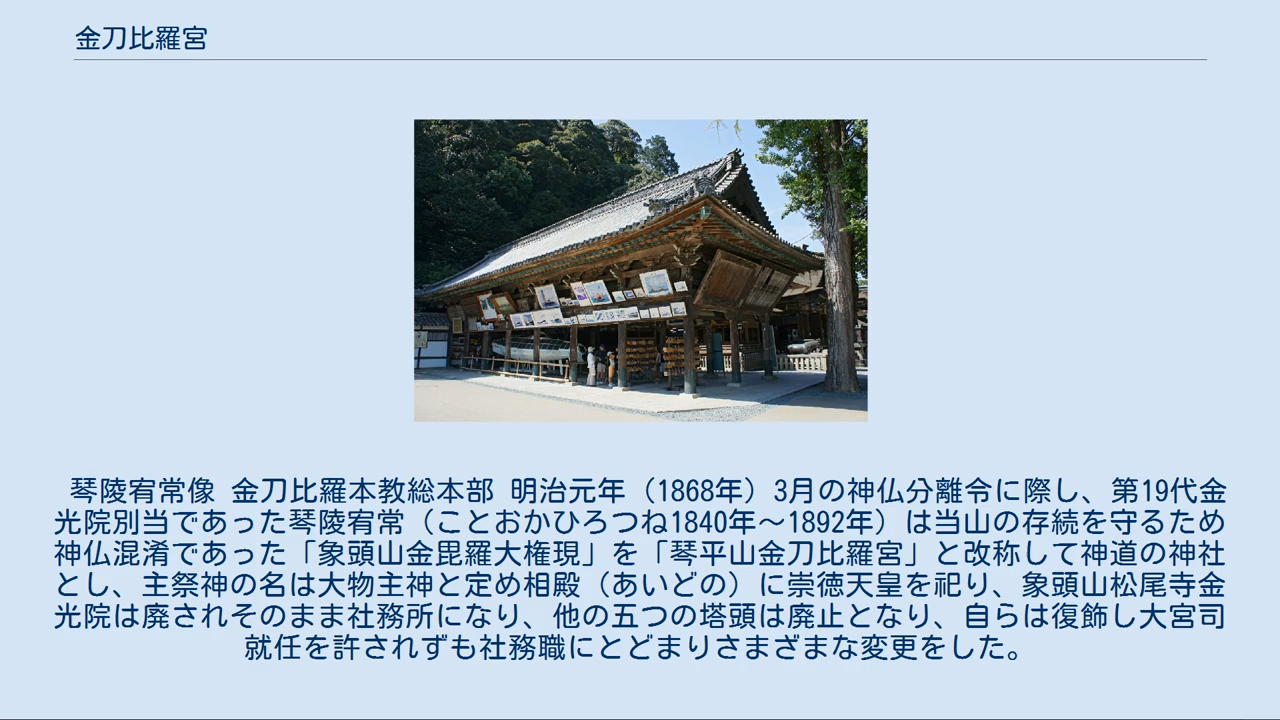 金刀比羅宮
琴陵宥常像 金刀比羅本教総本部 明治元年（1868年）3月の神仏分離令に際し、第19代金
光院別当であった琴陵宥常（ことおかひろつね1840年～1892年）は当山の存続を守るため
神仏混淆であった「象頭山金毘羅大権現」を「琴平山金刀比羅宮」と改称して神道の神社
とし、主祭神の名は大物主神と定め相殿（あいどの）に崇徳天皇を祀り、象頭山松尾寺金
光院は廃されそのまま社務所になり、他の五つの塔頭は廃止となり、自らは復飾し大宮司
就任を許されずも社務職にとどまりさまざまな変更をした。